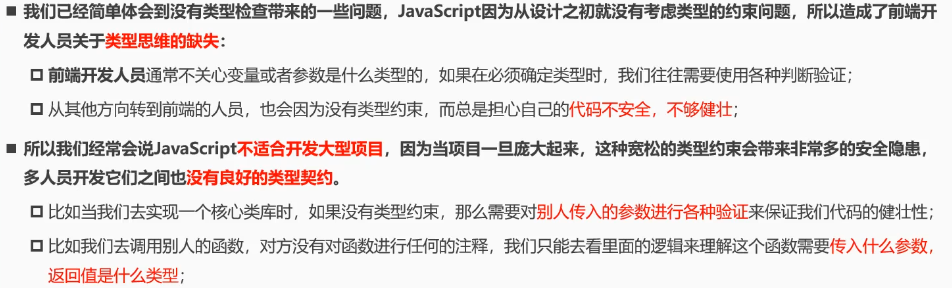 我们已经简单体会到没有类型检查带来的一些问题，JavaScript因为从设计之初就没有考虑类型的约束问题，所以造成了前端开
发人员关于类型思维的缺失：
前端开发人员通常不关心变量或者参数是什么类型的，如果在必须确定类型时，我们往往需要使用各种判断验证；
从其他方向转到前端的人员，也会因为没有类型约束，而总是担心自己的代码不安全，不够健壮；
所以我们经常会说JavaScript不适合开发大型项目，因为当项目一旦庞大起来，这种宽松的类型约束会带来非常多的安全隐患，
多人员开发它们之间也没有良好的类型契约。
比如当我们去实现一个核心类库时，如果没有类型约束，那么需要对别人传入的参数进行各种验证来保证我们代码的健壮性；
比如我们去调用别人的函数，对方没有对函数进行任何的注释，我们只能去看里面的逻辑来理解这个函数需要传入什么参数，
返回值是什么类型；